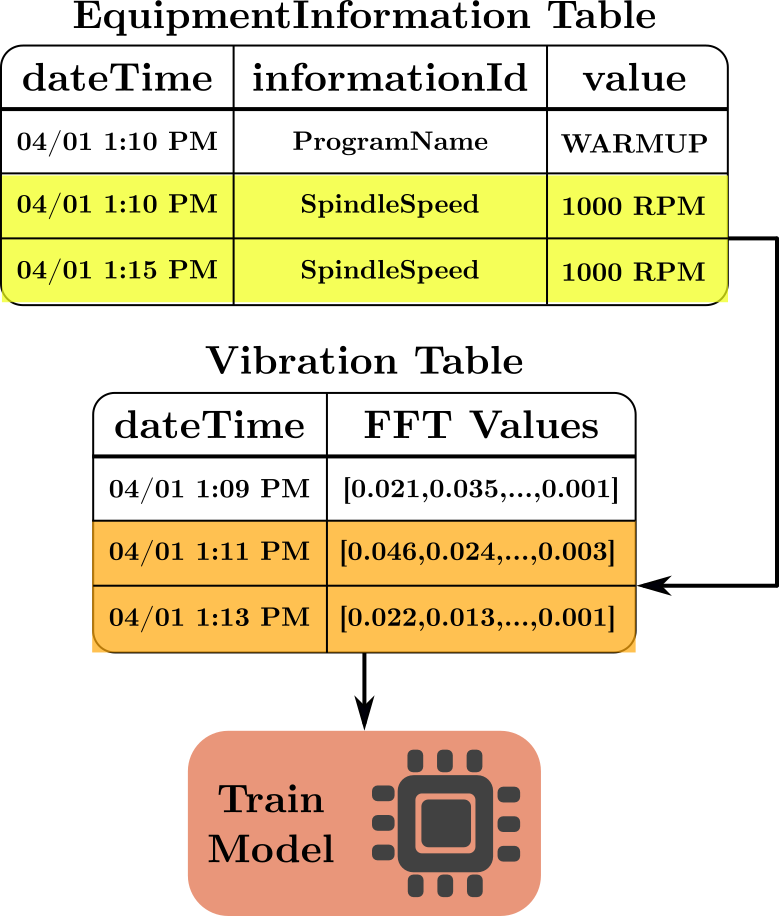 EquipmentInformation Table
dateTime informationId value
04/01 1:10 PM ProgramName WARMUP
04/01 1:10 PM SpindleSpeed 1000 RPM
04/01 1:15 PM SpindleSpeed 1000 RPM
Vibration Table
dateTime FFT Values
04/01 1:09 PM [0.021,0.035,...,0.001]
04/01 1:11 PM [0.046,0.024,...,0.003]
04/01 1:13 PM [0.022,0.013,...,0.001]
Train
Model